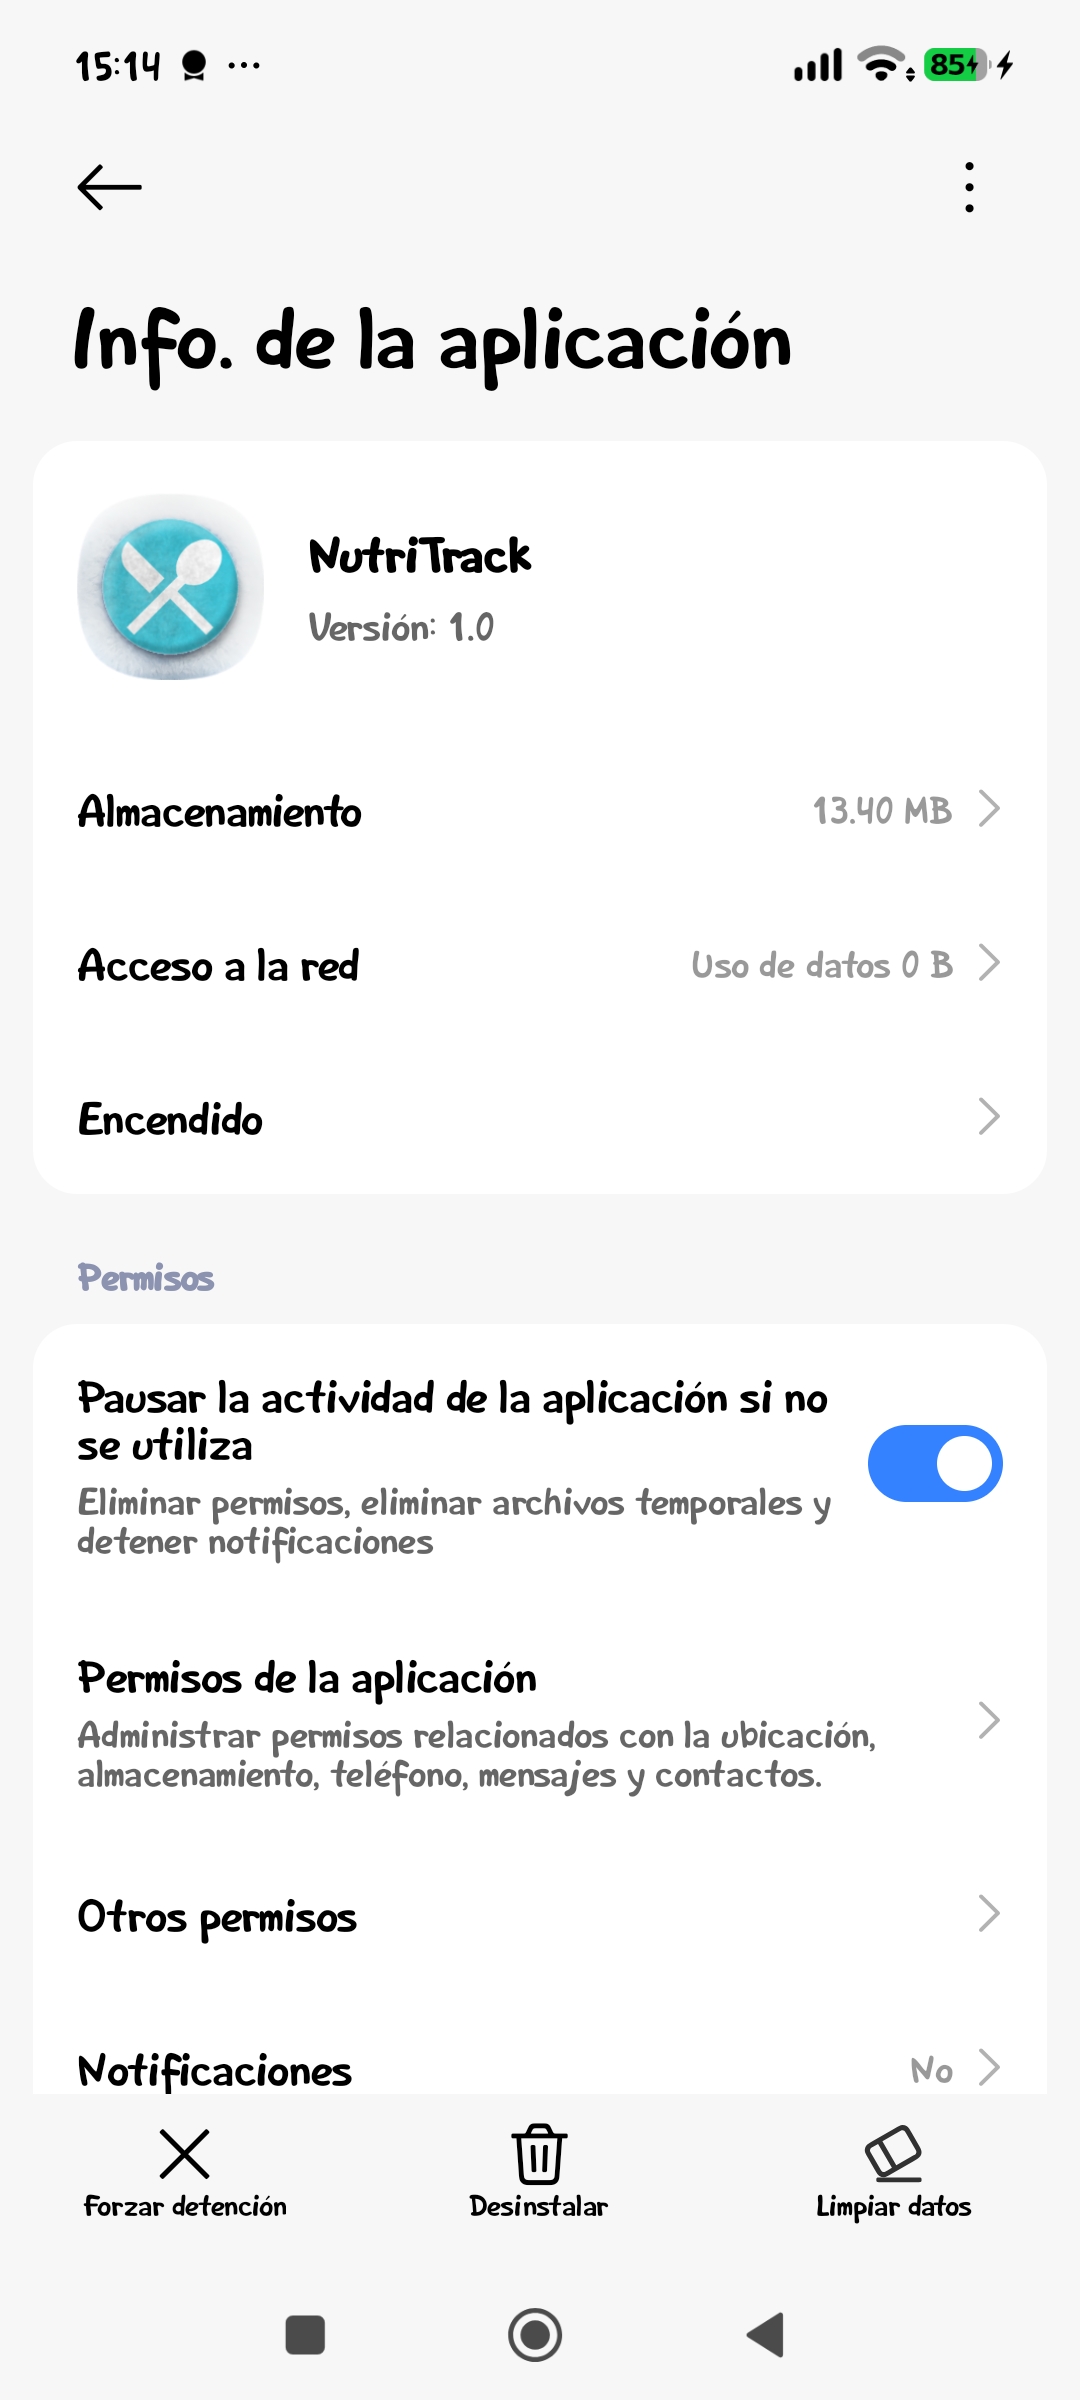 15:14
85
Info. de la aplicación
NutriTrack
Versión: 1.0
Almacenamiento
13.40 MB
Acceso a la red
Uso de datos 0 B
Encendido
Permisos
Pausar la actividad de la aplicación si no
se utiliza
Eliminar permisos, eliminar archivos temporales y
detener notificaciones
Permisos de la aplicación
Administrar permisos relacionados con la ubicación,
almacenamiento, teléfono, mensajes y contactos.
Otros permisos
Notificaciones
No
Forzar detención
Desinstalar
Limpiar datos